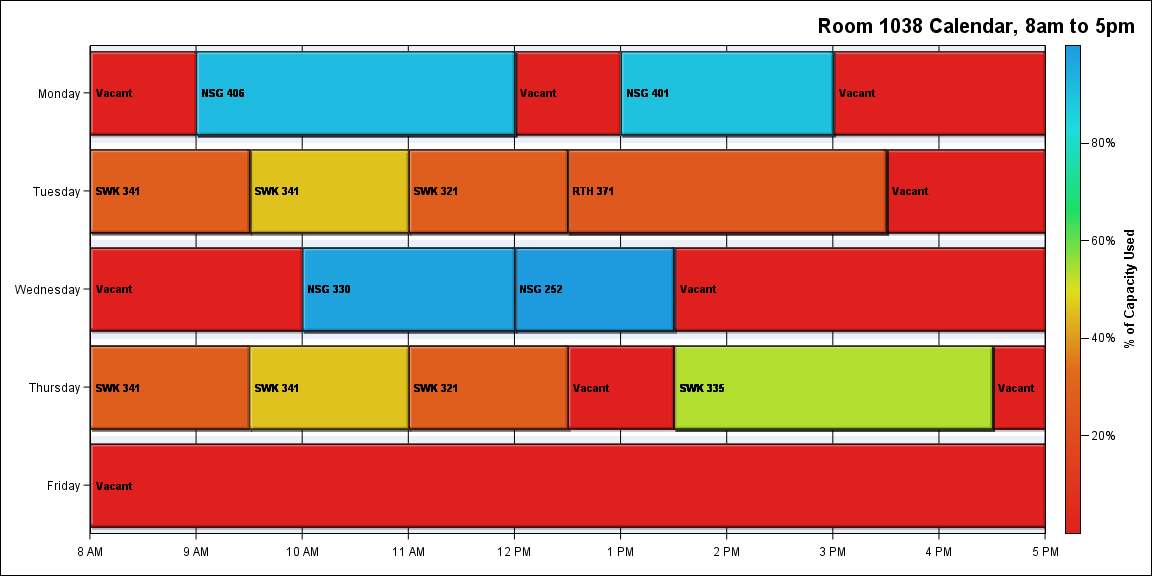 Room 1038 Calendar, 8am to 5pm
Monday
Vacant
NSG 406
Vacant
NSG 401
Vacant
Tuesday
SWK 341
SWK 341
SWK 321
RTH 371
Vacant
Wednesday
Vacant
NSG 330
NSG 252
Vacant
Thursday
SWK 341
SWK 341
SWK 321
Vacant
SWK 335
Vacant
Friday
Vacant
8 AM
9 AM
10 AM
11 AM
12 PM
1 PM
2 PM
3 PM
4 PM
5 PM
80%
60%
40%
20%
% of Capacity Used